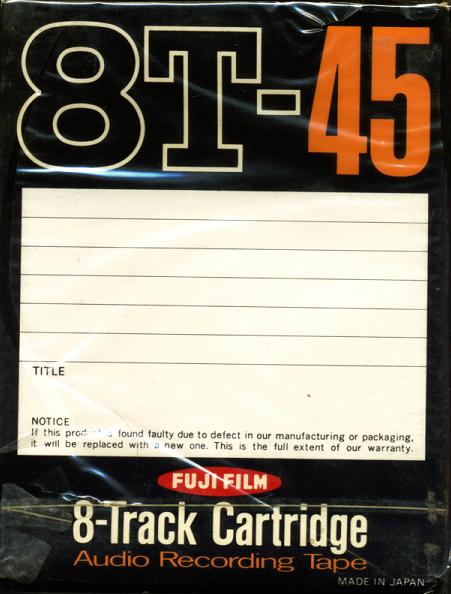 8T-45
TITLE
NOTICE
If this product is found faulty due to defect in our manufacturing or packaging,
it will be replaced with a new one. This is the full extent of our warranty.
FUJI FILM
8-Track Cartridge
Audio Recording Tape
MADE IN JAPAN